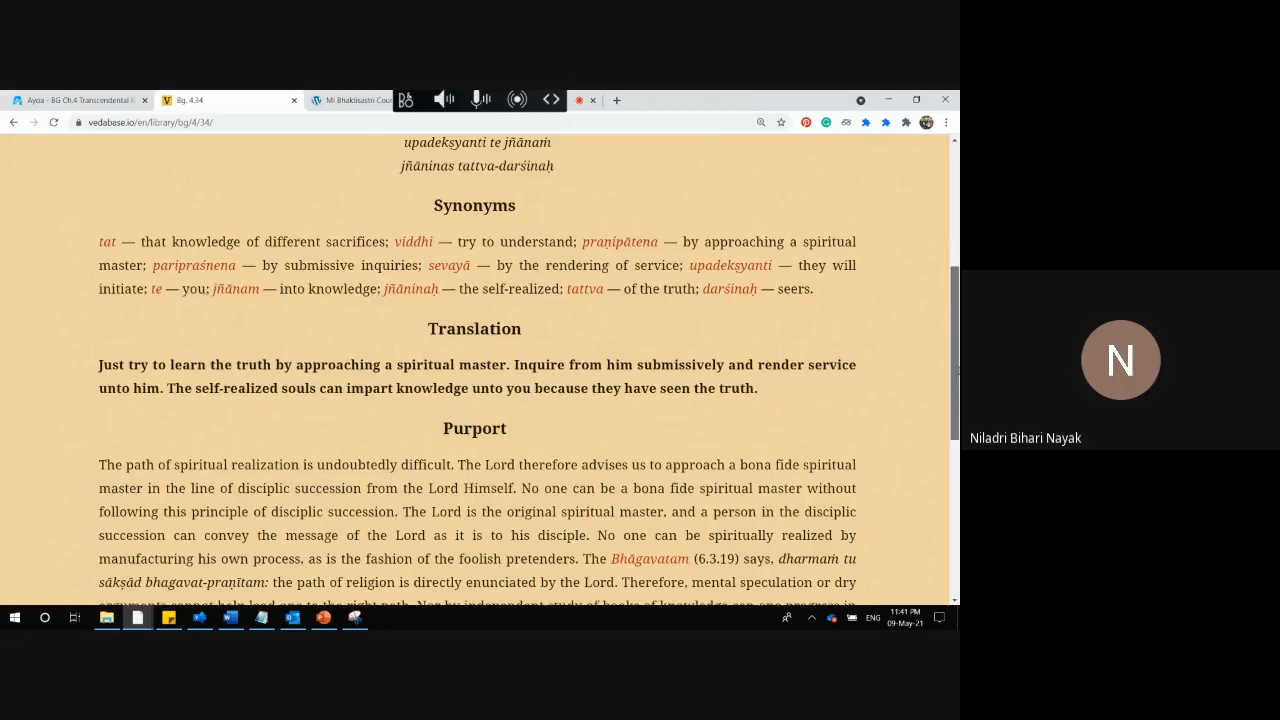 Ayoa - BG Ch.4 Transcendental K
Bg. 4.34
MI Bhaktisastri Cour
vedabase.io/en/library/bg/4/34/
upadekṣyanti te jñānaṁ
jñāninas tattva-darśinaḥ
Synonyms
tat — that knowledge of different sacrifices; viddhi — try to understand; praṇipātena — by approaching a spiritual
master; paripraśnena — by submissive inquiries; sevayā — by the rendering of service; upadekṣyanti — they will
initiate; te — you; jñānam — into knowledge; jñāninaḥ — the self-realized; tattva — of the truth; darśinaḥ — seers.
Translation
Just try to learn the truth by approaching a spiritual master. Inquire from him submissively and render service
unto him. The self-realized souls can impart knowledge unto you because they have seen the truth.
Purport
The path of spiritual realization is undoubtedly difficult. The Lord therefore advises us to approach a bona fide spiritual
master in the line of disciplic succession from the Lord Himself. No one can be a bona fide spiritual master without
following this principle of disciplic succession. The Lord is the original spiritual master, and a person in the disciplic
succession can convey the message of the Lord as it is to his disciple. No one can be spiritually realized by
manufacturing his own process, as is the fashion of the foolish pretenders. The Bhāgavatam (6.3.19) says, dharmaṁ tu
sākṣād bhagavat-praṇītam: the path of religion is directly enunciated by the Lord. Therefore, mental speculation or dry
N
Niladri Bihari Nayak
ENG
11:41 PM
09-May-21